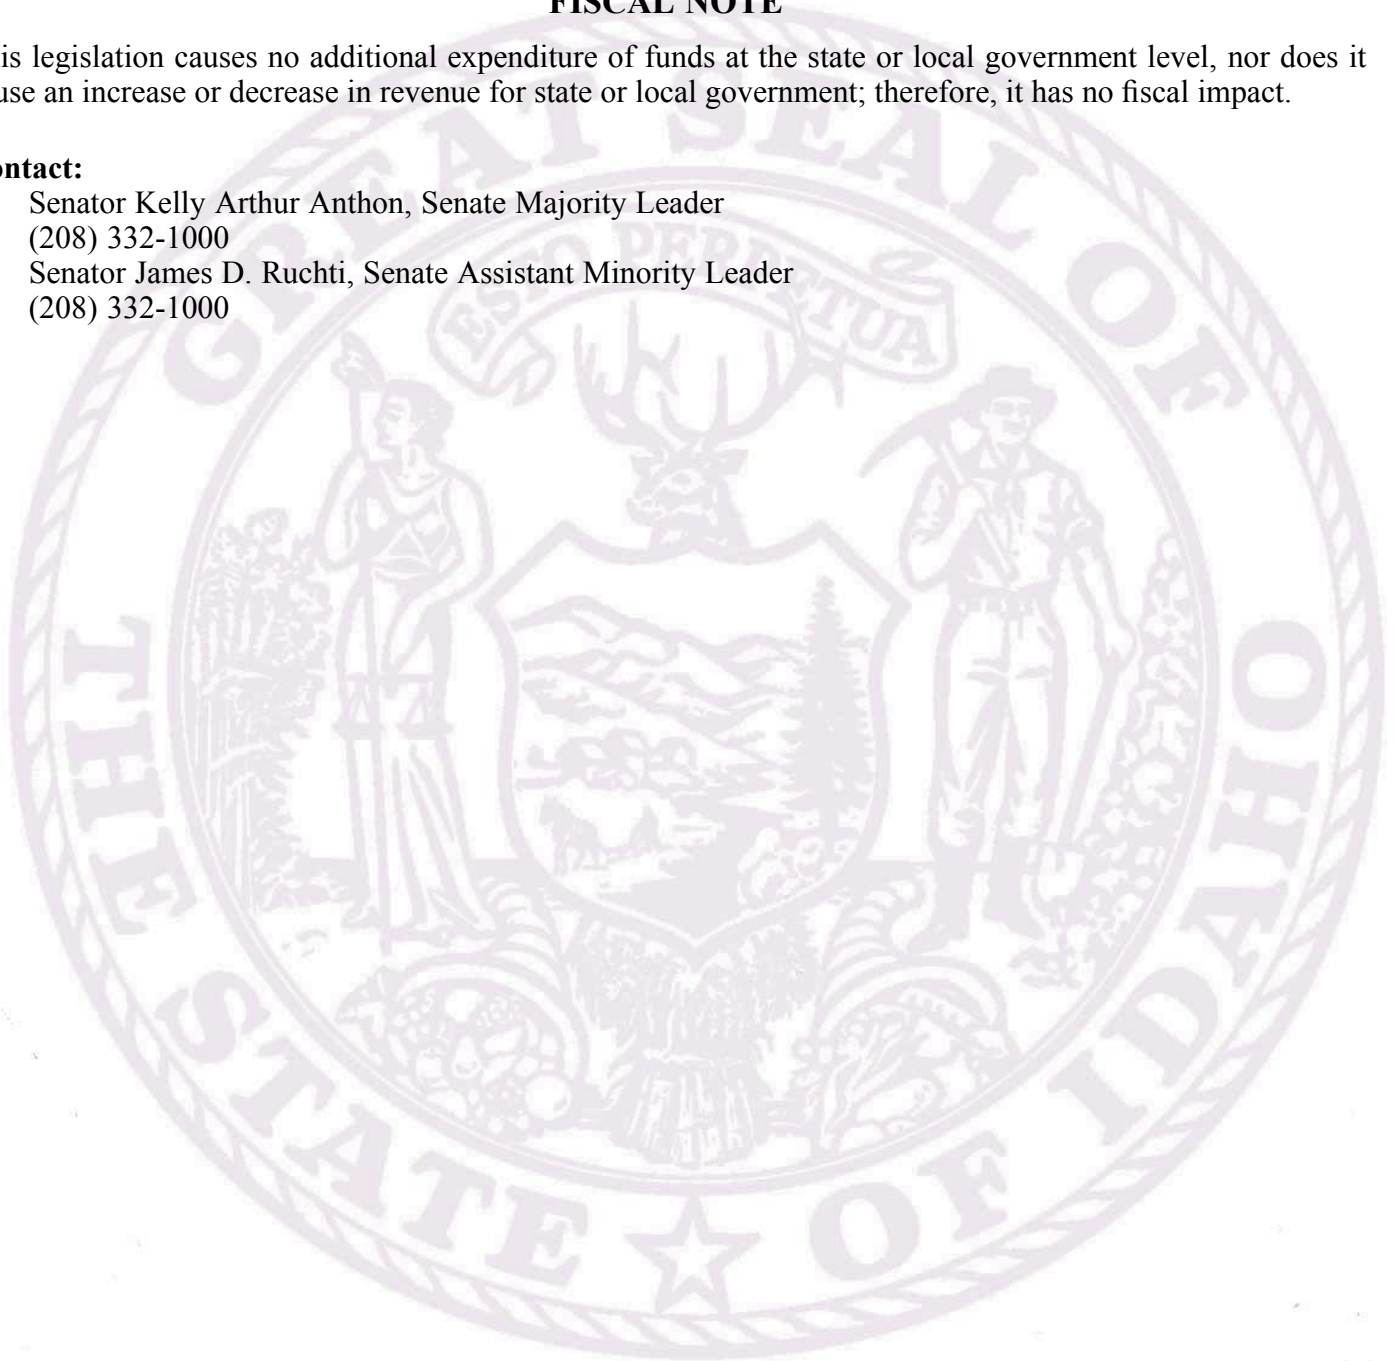 FISCAL NOTE
is legislation causes no additional expenditure of funds at the state or local government level, nor does it
use an increase or decrease in revenue for state or local government; therefore, it has no fiscal impact.
ontact:
Senator Kelly Arthur Anthon, Senate Majority Leader
(208) 332-1000
Senator James D. Ruchti, Senate Assistant Minority Leader
(208) 332-1000
GREAT SEAL OF
THE STATE OF IDAHO
ESTO PERPETUA